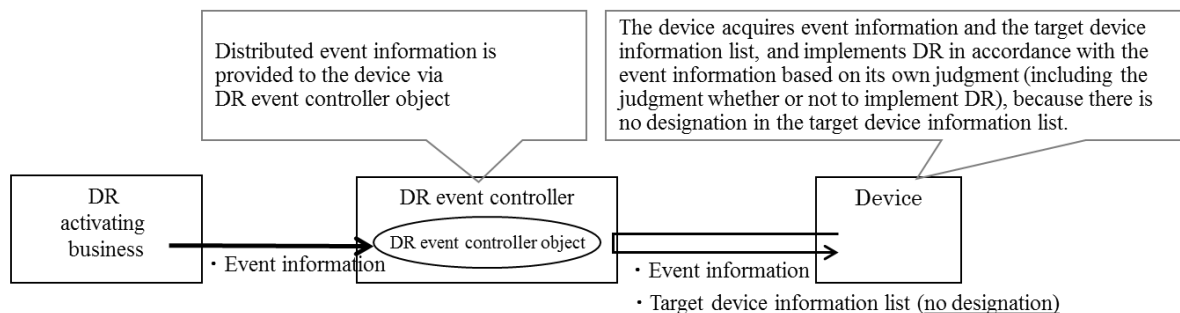 Distributed event information is
provided to the device via
DR event controller object
The device acquires event information and the target device
information list, and implements DR in accordance with the
event information based on its own judgment (including the
judgment whether or not to implement DR), because there is
no designation in the target device information list.
DR
activating
business
・Event information
DR event controller
DR event controller object
・Event information
・Target device information list (no designation)
Device